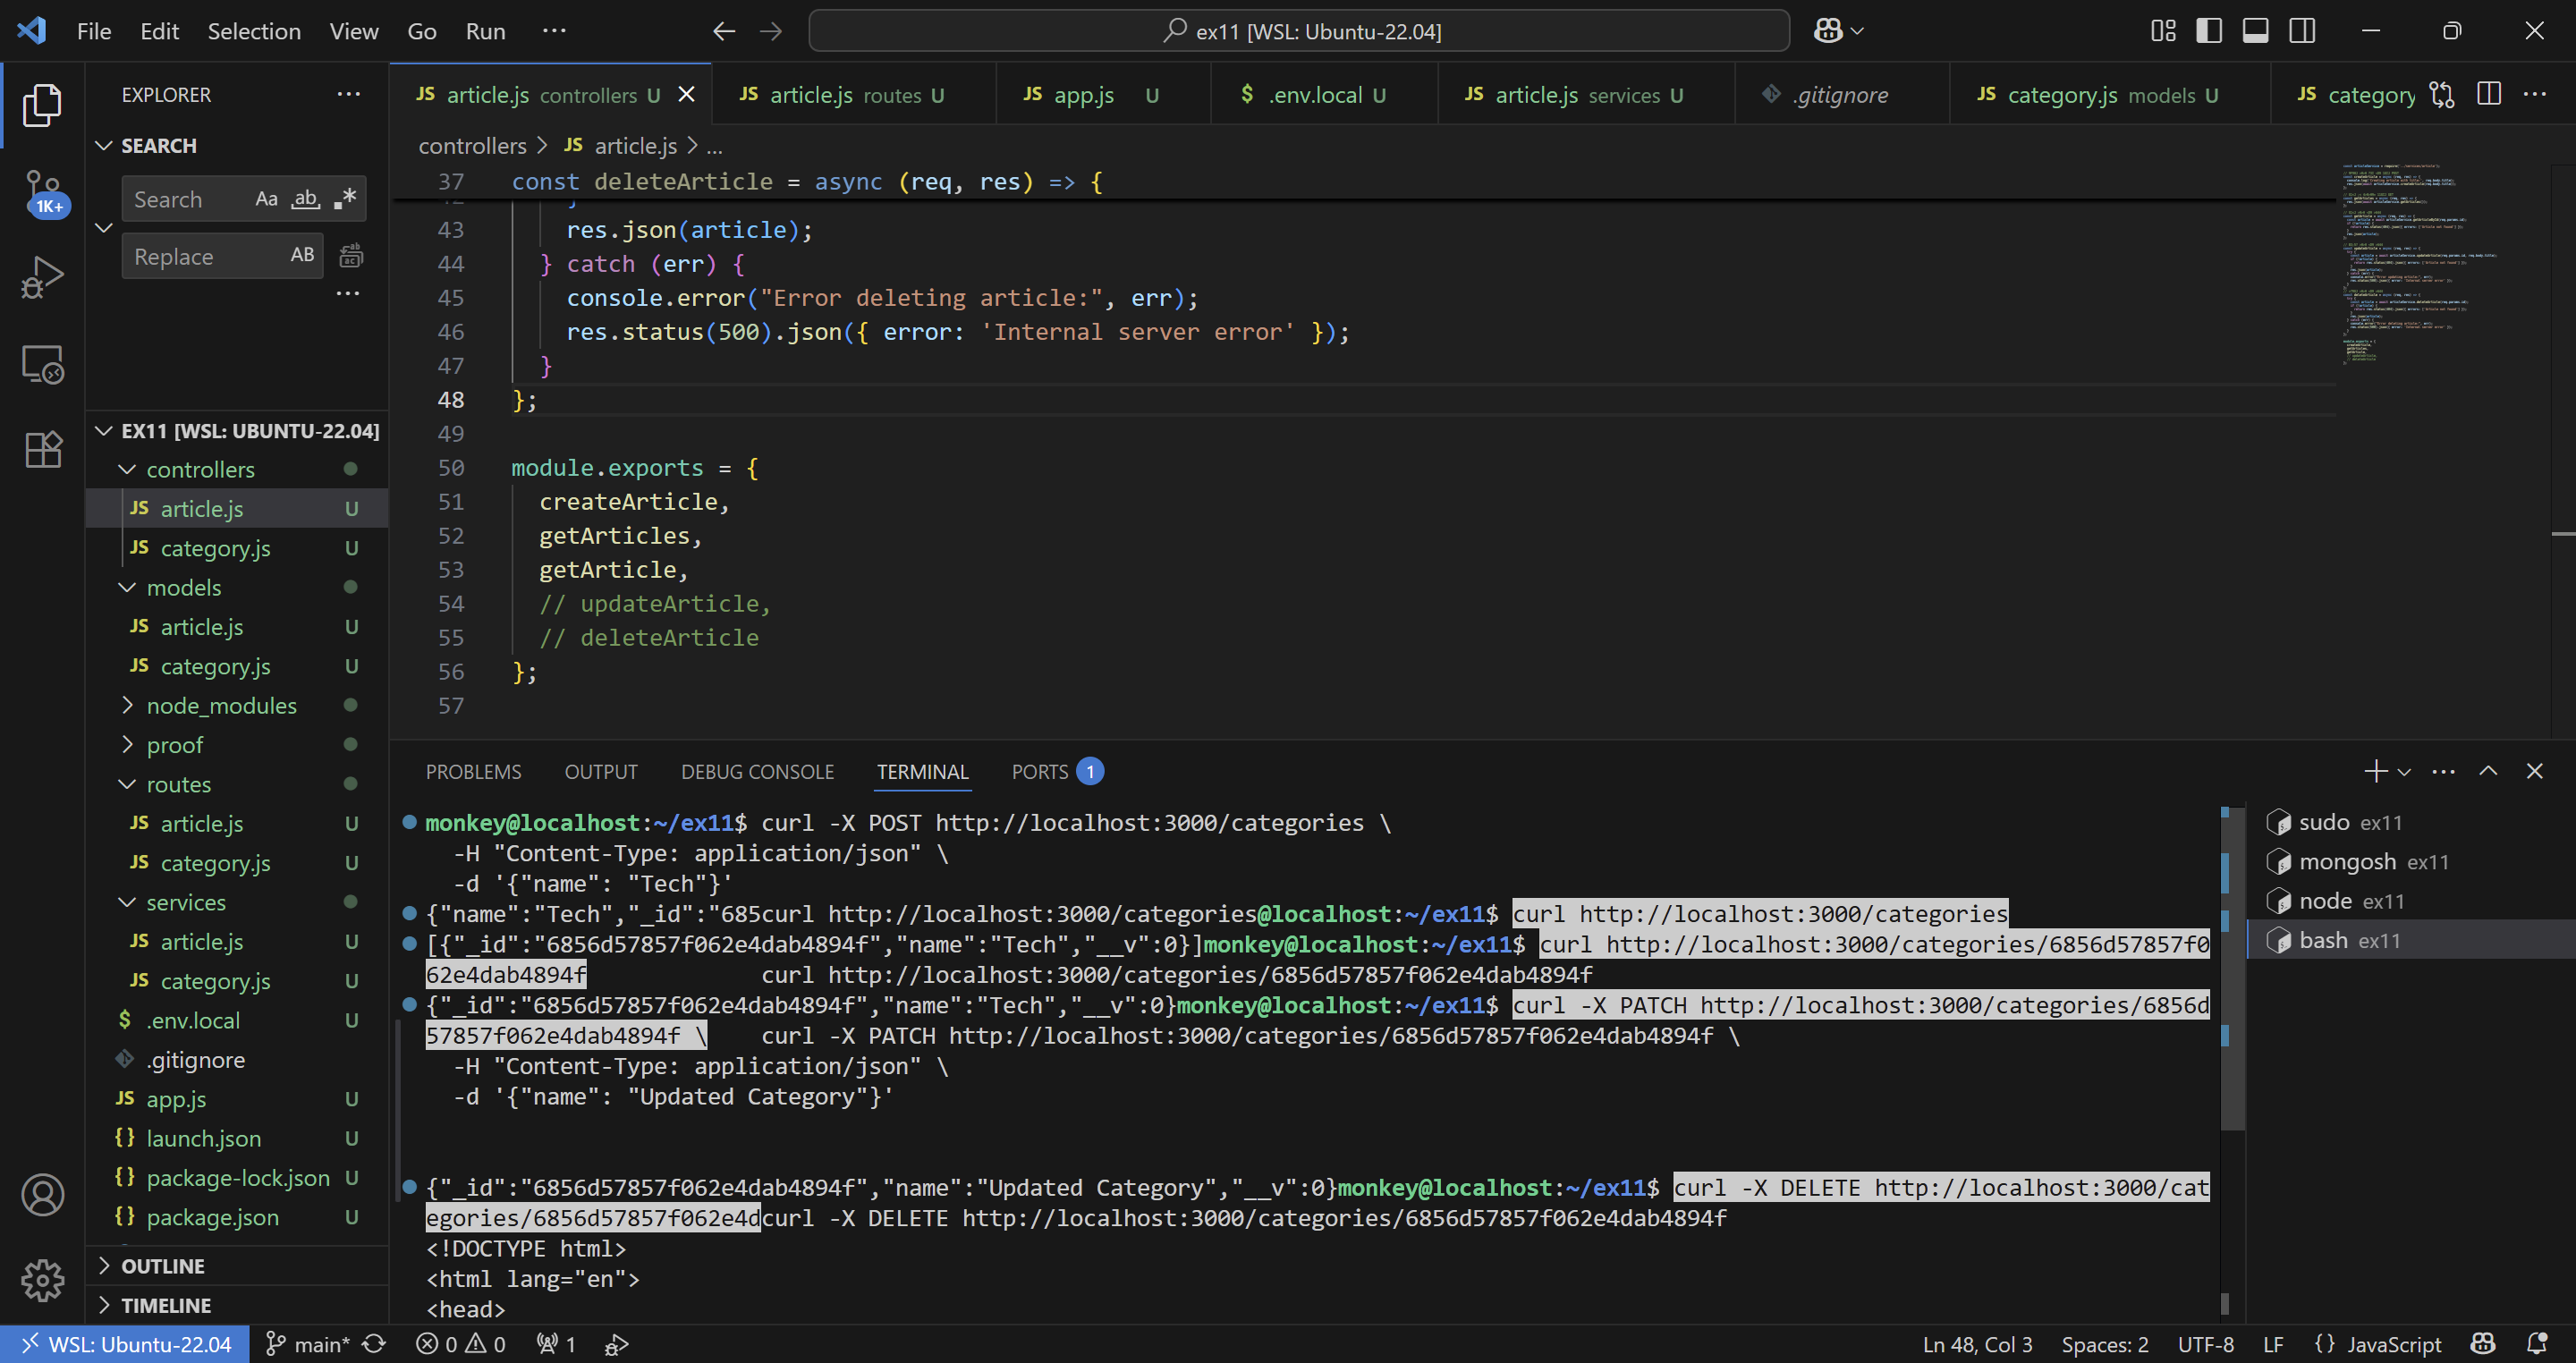 File Edit Selection View Go Run ··· ex11 [WSL: Ubuntu-22.04]
EXPLORER ···
SEARCH
Search Aa ab .*
Replace AB
···
1K+
EX11 [WSL: UBUNTU-22.04]
controllers
JS article.js U
JS category.js U
models
JS article.js U
JS category.js U
node_modules
proof
routes
JS article.js U
JS category.js U
services
JS article.js U
JS category.js U
$ .env.local U
.gitignore
JS app.js U
{} launch.json U
{} package-lock.json U
{} package.json U
OUTLINE
TIMELINE
JS article.js controllers U JS article.js routes U JS app.js U $ .env.local U JS article.js services U .gitignore JS category.js models U JS category ···
controllers > JS article.js > ...
37 const deleteArticle = async (req, res) => {
43 res.json(article);
44 } catch (err) {
45 console.error("Error deleting article:", err);
46 res.status(500).json({ error: 'Internal server error' });
47 }
48 };
49
50 module.exports = {
51 createArticle,
52 getArticles,
53 getArticle,
54 // updateArticle,
55 // deleteArticle
56 };
57
PROBLEMS OUTPUT DEBUG CONSOLE TERMINAL PORTS 1
monkey@localhost:~/ex11$ curl -X POST http://localhost:3000/categories \
-H "Content-Type: application/json" \
-d '{"name": "Tech"}'
{"name":"Tech","_id":"685curl http://localhost:3000/categories@localhost:~/ex11$ curl http://localhost:3000/categories
[{"_id":"6856d57857f062e4dab4894f","name":"Tech","__v":0}]monkey@localhost:~/ex11$ curl http://localhost:3000/categories/6856d57857f0
62e4dab4894f curl http://localhost:3000/categories/6856d57857f062e4dab4894f
{"_id":"6856d57857f062e4dab4894f","name":"Tech","__v":0}monkey@localhost:~/ex11$ curl -X PATCH http://localhost:3000/categories/6856d
57857f062e4dab4894f \ curl -X PATCH http://localhost:3000/categories/6856d57857f062e4dab4894f \
-H "Content-Type: application/json" \
-d '{"name": "Updated Category"}'
{"_id":"6856d57857f062e4dab4894f","name":"Updated Category","__v":0}monkey@localhost:~/ex11$ curl -X DELETE http://localhost:3000/cat
egories/6856d57857f062e4dcurl -X DELETE http://localhost:3000/categories/6856d57857f062e4dab4894f
<!DOCTYPE html>
<html lang="en">
<head>
sudo ex11
mongosh ex11
node ex11
bash ex11
WSL: Ubuntu-22.04 main* 0 0 1 Ln 48, Col 3 Spaces: 2 UTF-8 LF {} JavaScript